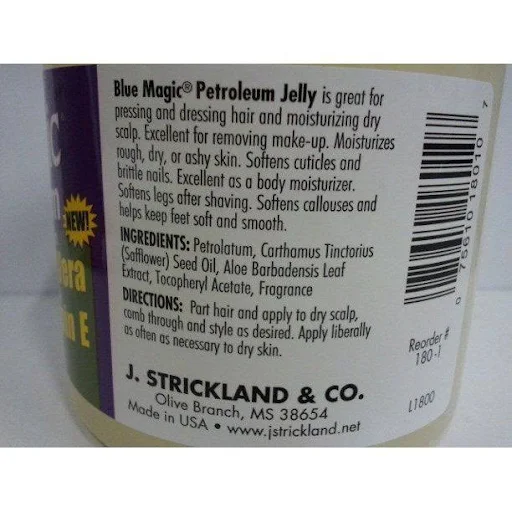 Blue Magic® Petroleum Jelly is great for
pressing and dressing hair and moisturizing dry
scalp. Excellent for removing make-up. Moisturizes
rough, dry, or ashy skin. Softens cuticles and
brittle nails. Excellent as a body moisturizer.
Softens legs after shaving. Softens callouses and
helps keep feet soft and smooth.
INGREDIENTS: Petrolatum, Carthamus Tinctorius
(Safflower) Seed Oil, Aloe Barbadensis Leaf
Extract, Tocopheryl Acetate, Fragrance
DIRECTIONS: Part hair and apply to dry scalp,
comb through and style as desired. Apply liberally
as often as necessary to dry skin.
J. STRICKLAND & CO.
Olive Branch, MS 38654
Made in USA • www.jstrickland.net
NEW!
E
0 75610 18010 7
Reorder #
180-1
L1800